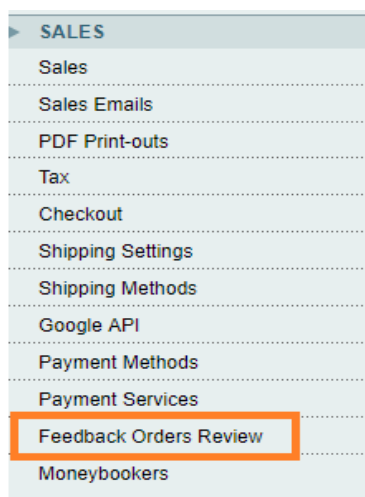 SALES
Sales
Sales Emails
PDF Print-outs
Tax
Checkout
Shipping Settings
Shipping Methods
Google API
Payment Methods
Payment Services
Feedback Orders Review
Moneybookers